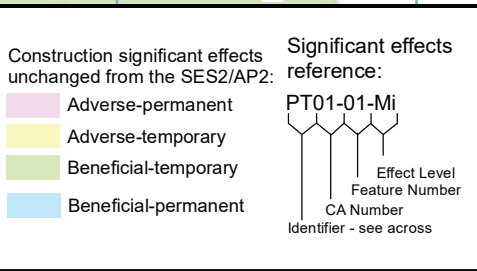 Construction significant effects
unchanged from the SES2/AP2:
Adverse-permanent
Adverse-temporary
Beneficial-temporary
Beneficial-permanent
Significant effects
reference:
PT01-01-Mi
Effect Level
Feature Number
CA Number
Identifier - see across